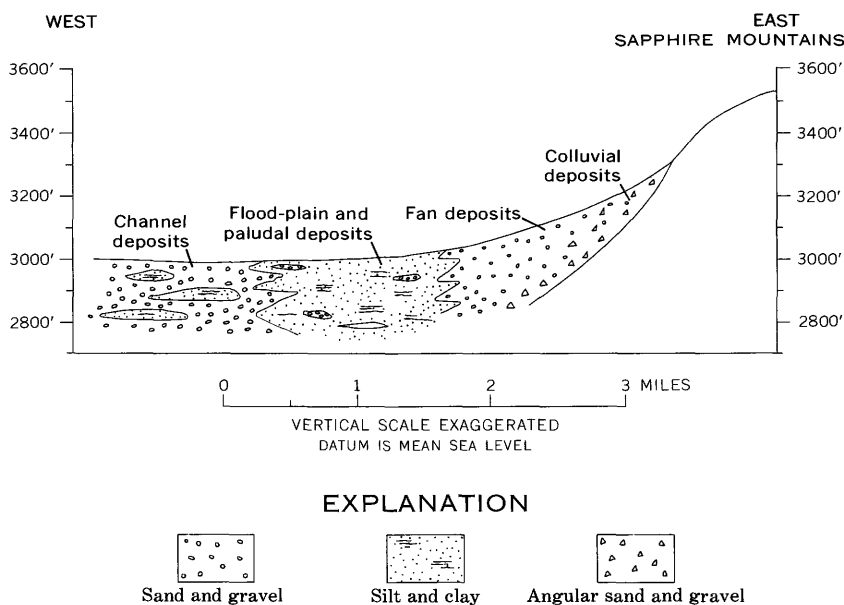 WEST
EAST
SAPPHIRE MOUNTAINS
3600'
3600'
3400'
3400'
Colluvial
deposits
3200'
3200'
Channel
deposits
Flood-plain and
paludal deposits
Fan deposits
3000'
3000'
2800'
2800'
0 1 2 3 MILES
VERTICAL SCALE EXAGGERATED
DATUM IS MEAN SEA LEVEL
EXPLANATION
Sand and gravel
Silt and clay
Angular sand and gravel